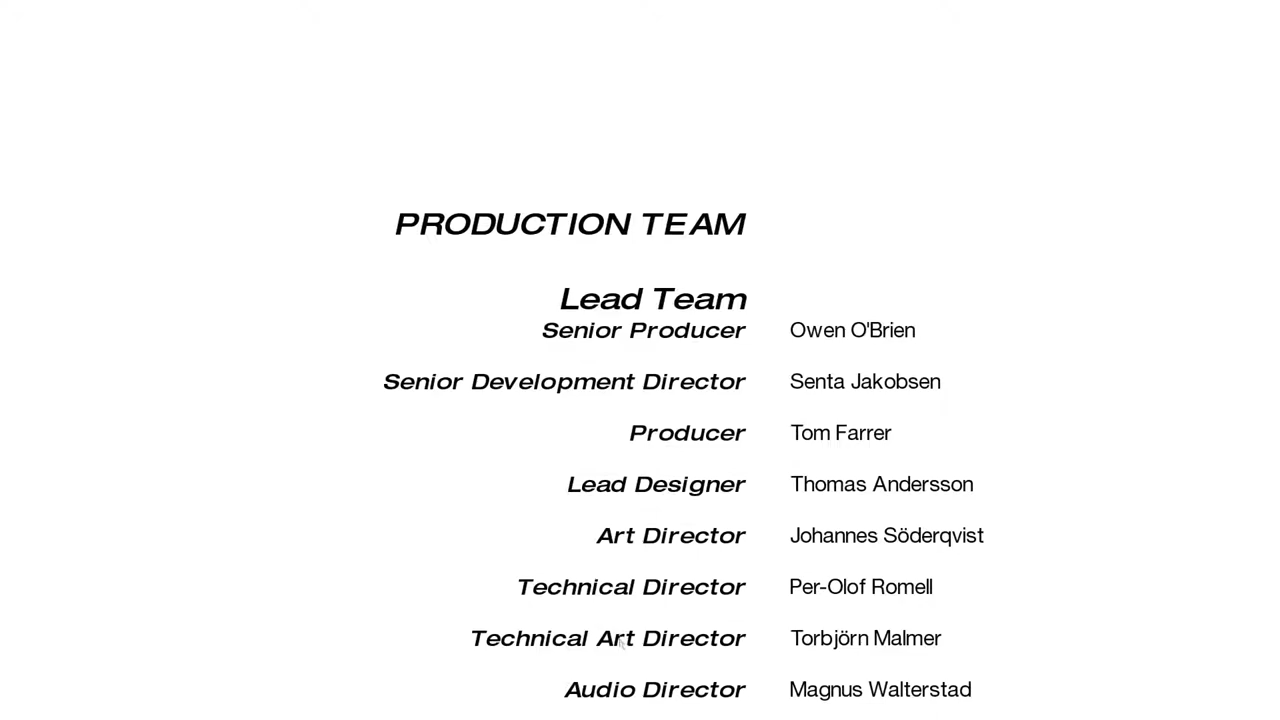 PRODUCTION TEAM
Lead Team
Senior Producer Owen O'Brien
Senior Development Director Senta Jakobsen
Producer Tom Farrer
Lead Designer Thomas Andersson
Art Director Johannes Söderqvist
Technical Director Per-Olof Romell
Technical Art Director Torbjörn Malmer
Audio Director Magnus Walterstad